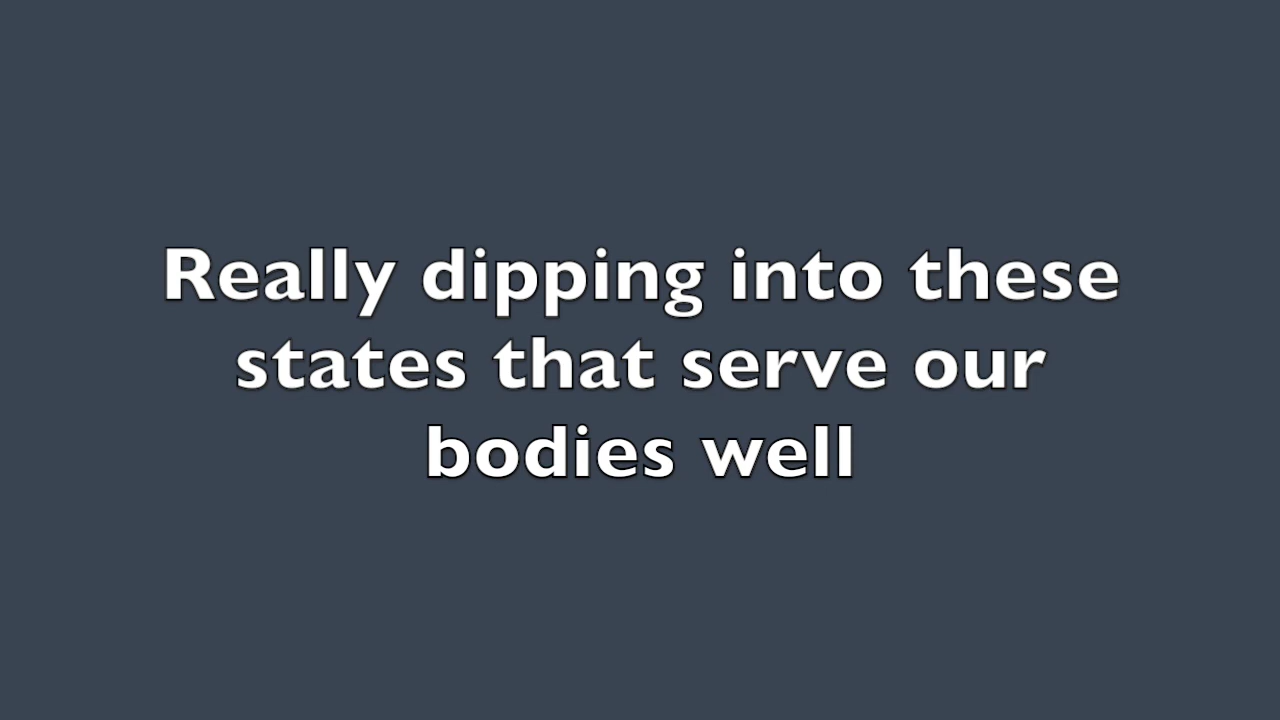 Really dipping into these
states that serve our
bodies well